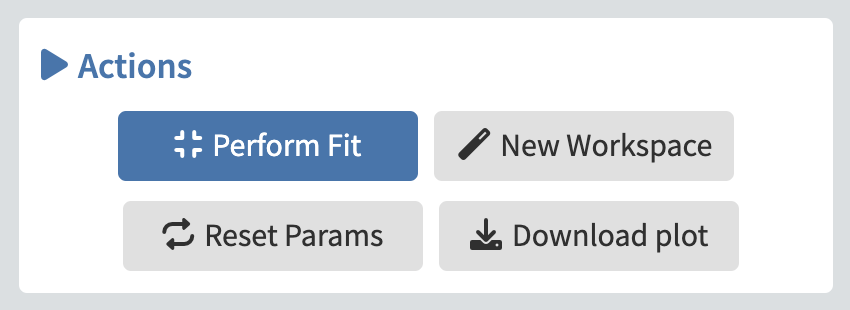 Actions
Perform Fit
New Workspace
Reset Params
Download plot